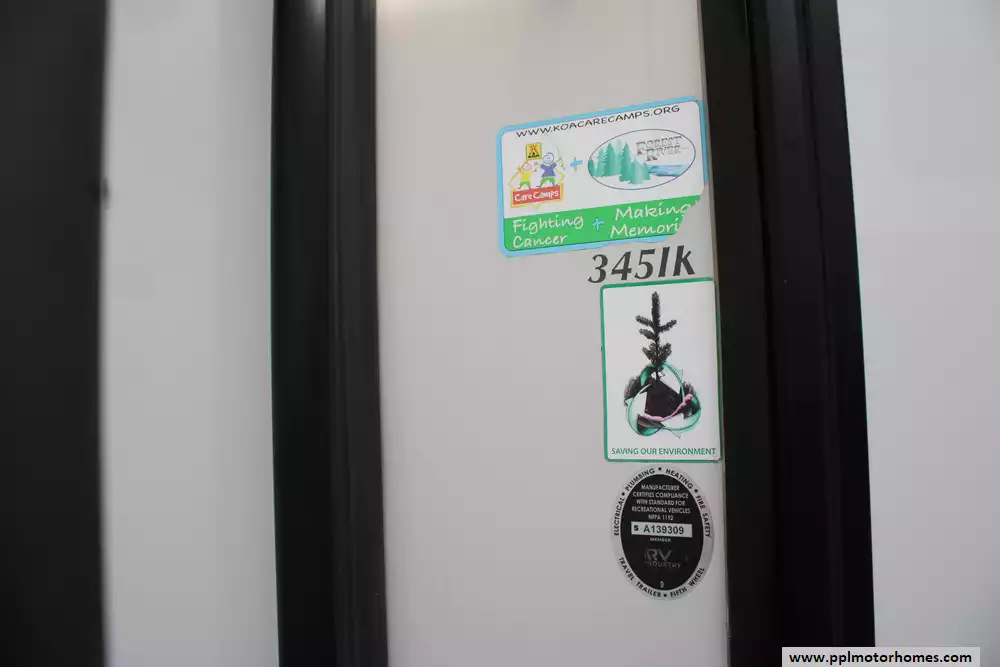 WWW.KOACARECAMPS.ORG
Care Camps
+
FOREST RIVER
Fighting Cancer + Making
345lk
SAVING OUR ENVIRONMENT
ELECTRICAL • PLUMBING • HEATING • FIRE SAFETY
MANUFACTURER
CERTIFIES COMPLIANCE
WITH STANDARD FOR
RECREATIONAL VEHICLES
NFPA 1192
S A139309
MEMBER
RV
INDUSTRY
D
TRAVEL TRAILER • FIFTH WHEEL
www.pplmotorhomes.com